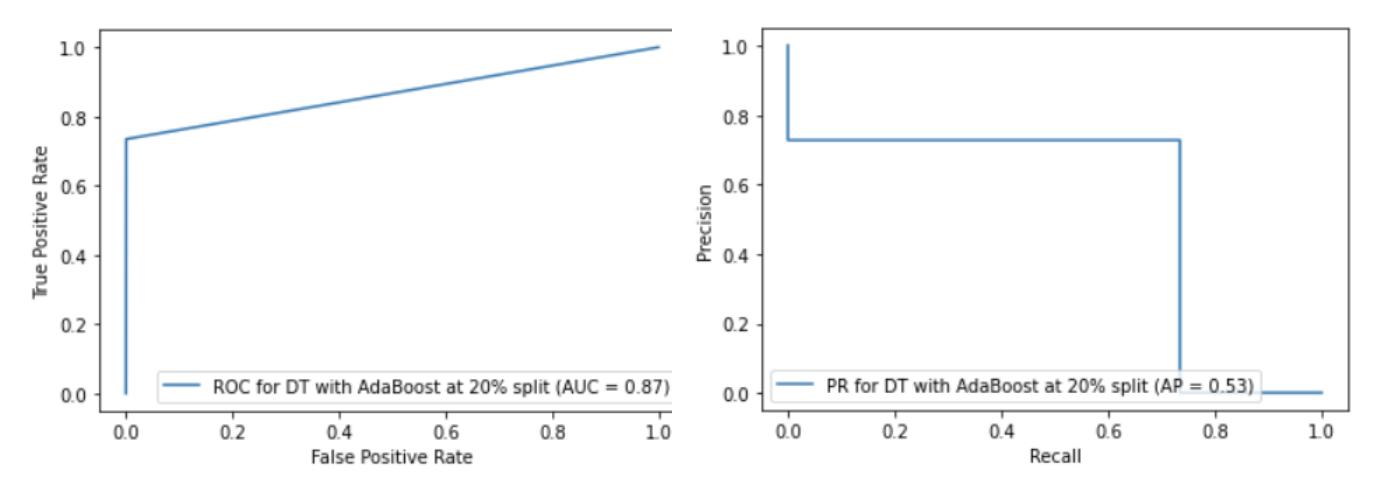 1.0
0.8
0.6
0.4
0.2
0.0
True Positive Rate
ROC for DT with AdaBoost at 20% split (AUC = 0.87)
0.0 0.2 0.4 0.6 0.8 1.0
False Positive Rate
1.0
0.8
0.6
0.4
0.2
0.0
Precision
PR for DT with AdaBoost at 20% split (AP = 0.53)
0.0 0.2 0.4 0.6 0.8 1.0
Recall